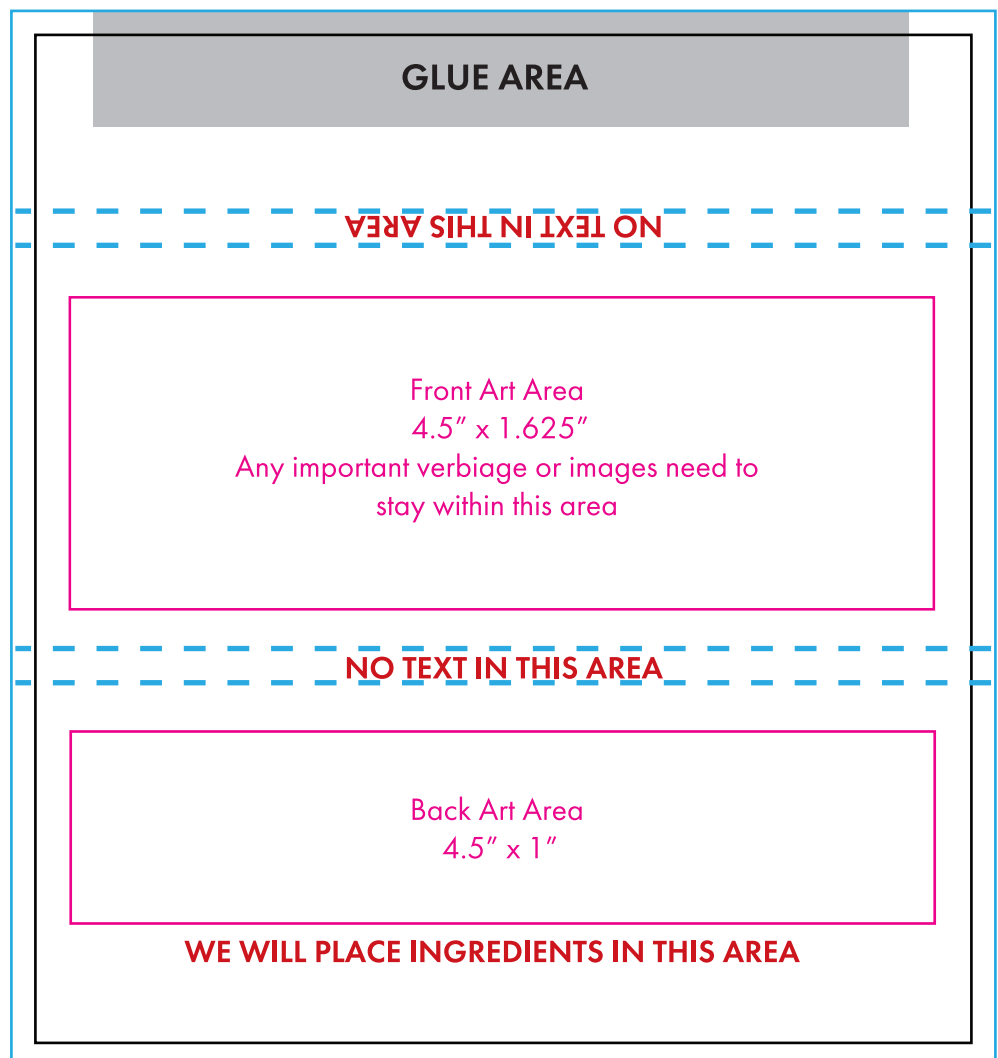 GLUE AREA
NO TEXT IN THIS AREA
Front Art Area
4.5” x 1.625”
Any important verbiage or images need to
stay within this area
NO TEXT IN THIS AREA
Back Art Area
4.5” x 1”
WE WILL PLACE INGREDIENTS IN THIS AREA